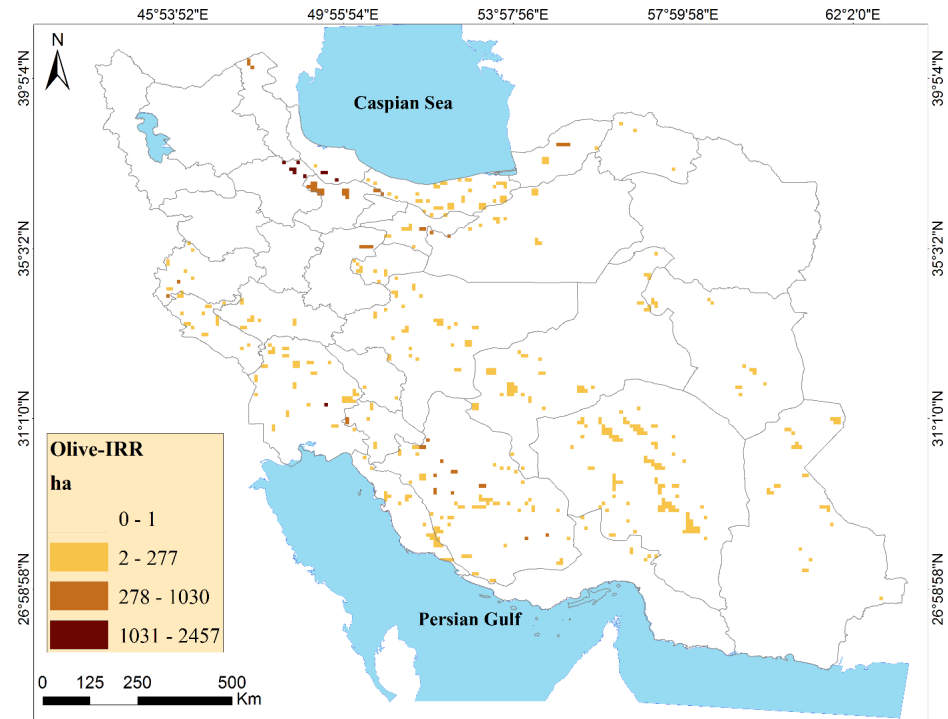 45°53'52"E 49°55'54"E 53°57'56"E 57°59'58"E 62°2'0"E
N
39°5'4"N
39°5'4"N
Caspian Sea
35°3'2"N
35°3'2"N
31°1'0"N
31°1'0"N
Olive-IRR
ha
0 - 1
2 - 277
278 - 1030
1031 - 2457
26°58'58"N
26°58'58"N
Persian Gulf
0 125 250 500
Km